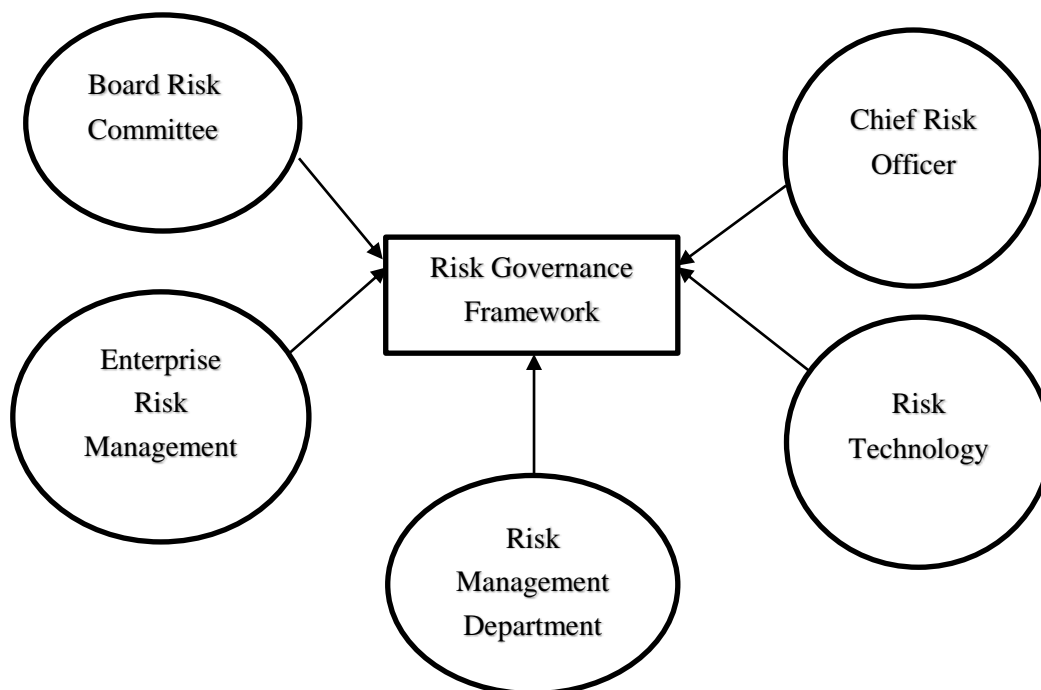 Board Risk
Committee
Chief Risk
Officer
Risk Governance
Framework
Enterprise
Risk
Management
Risk
Technology
Risk
Management
Department